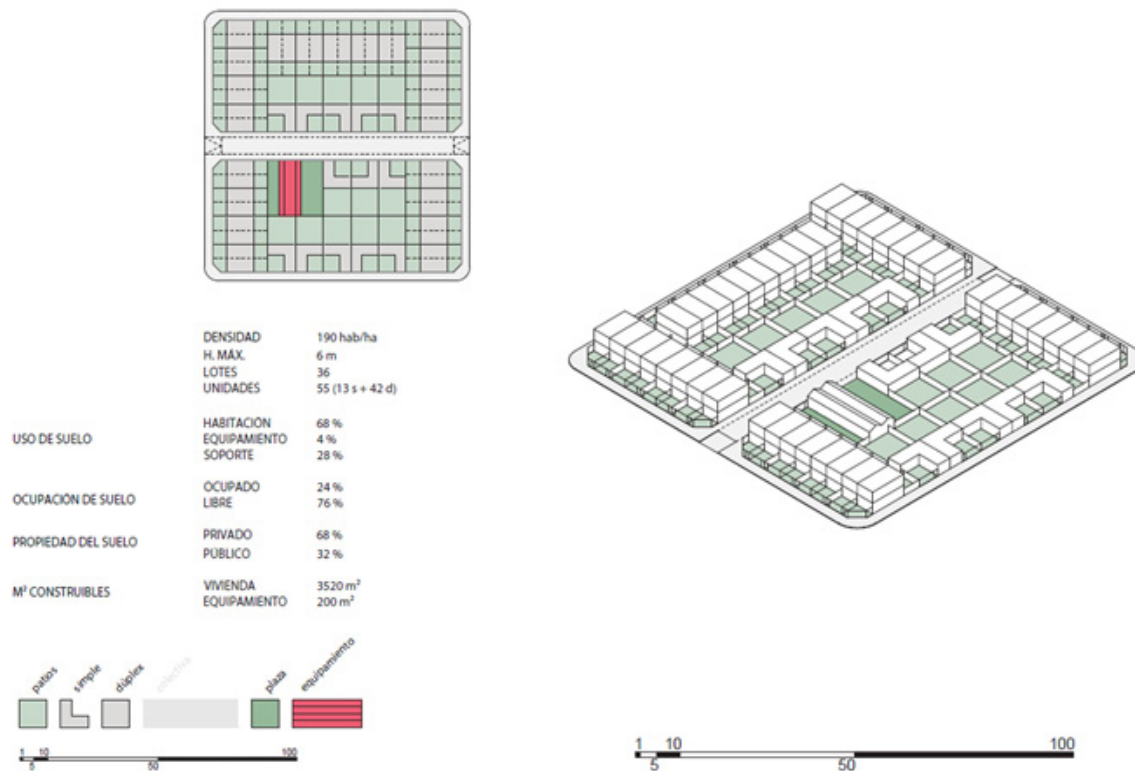 DENSIDAD 190 hab/ha
H. MÁX. 6 m
LOTES 36
UNIDADES 55 (13 s + 42 d)
USO DE SUELO
HABITACIÓN 68 %
EQUIPAMIENTO 4 %
SOPORTE 28 %
OCUPACIÓN DE SUELO
OCUPADO 24 %
LIBRE 76 %
PROPIEDAD DEL SUELO
PRIVADO 68 %
PÚBLICO 32 %
M² CONSTRUIBLES
VIVIENDA 3520 m²
EQUIPAMIENTO 200 m²
patios
simple
dúplex
colectiva
plaza
equipamiento
1 10 100
5 50
1 10 100
5 50